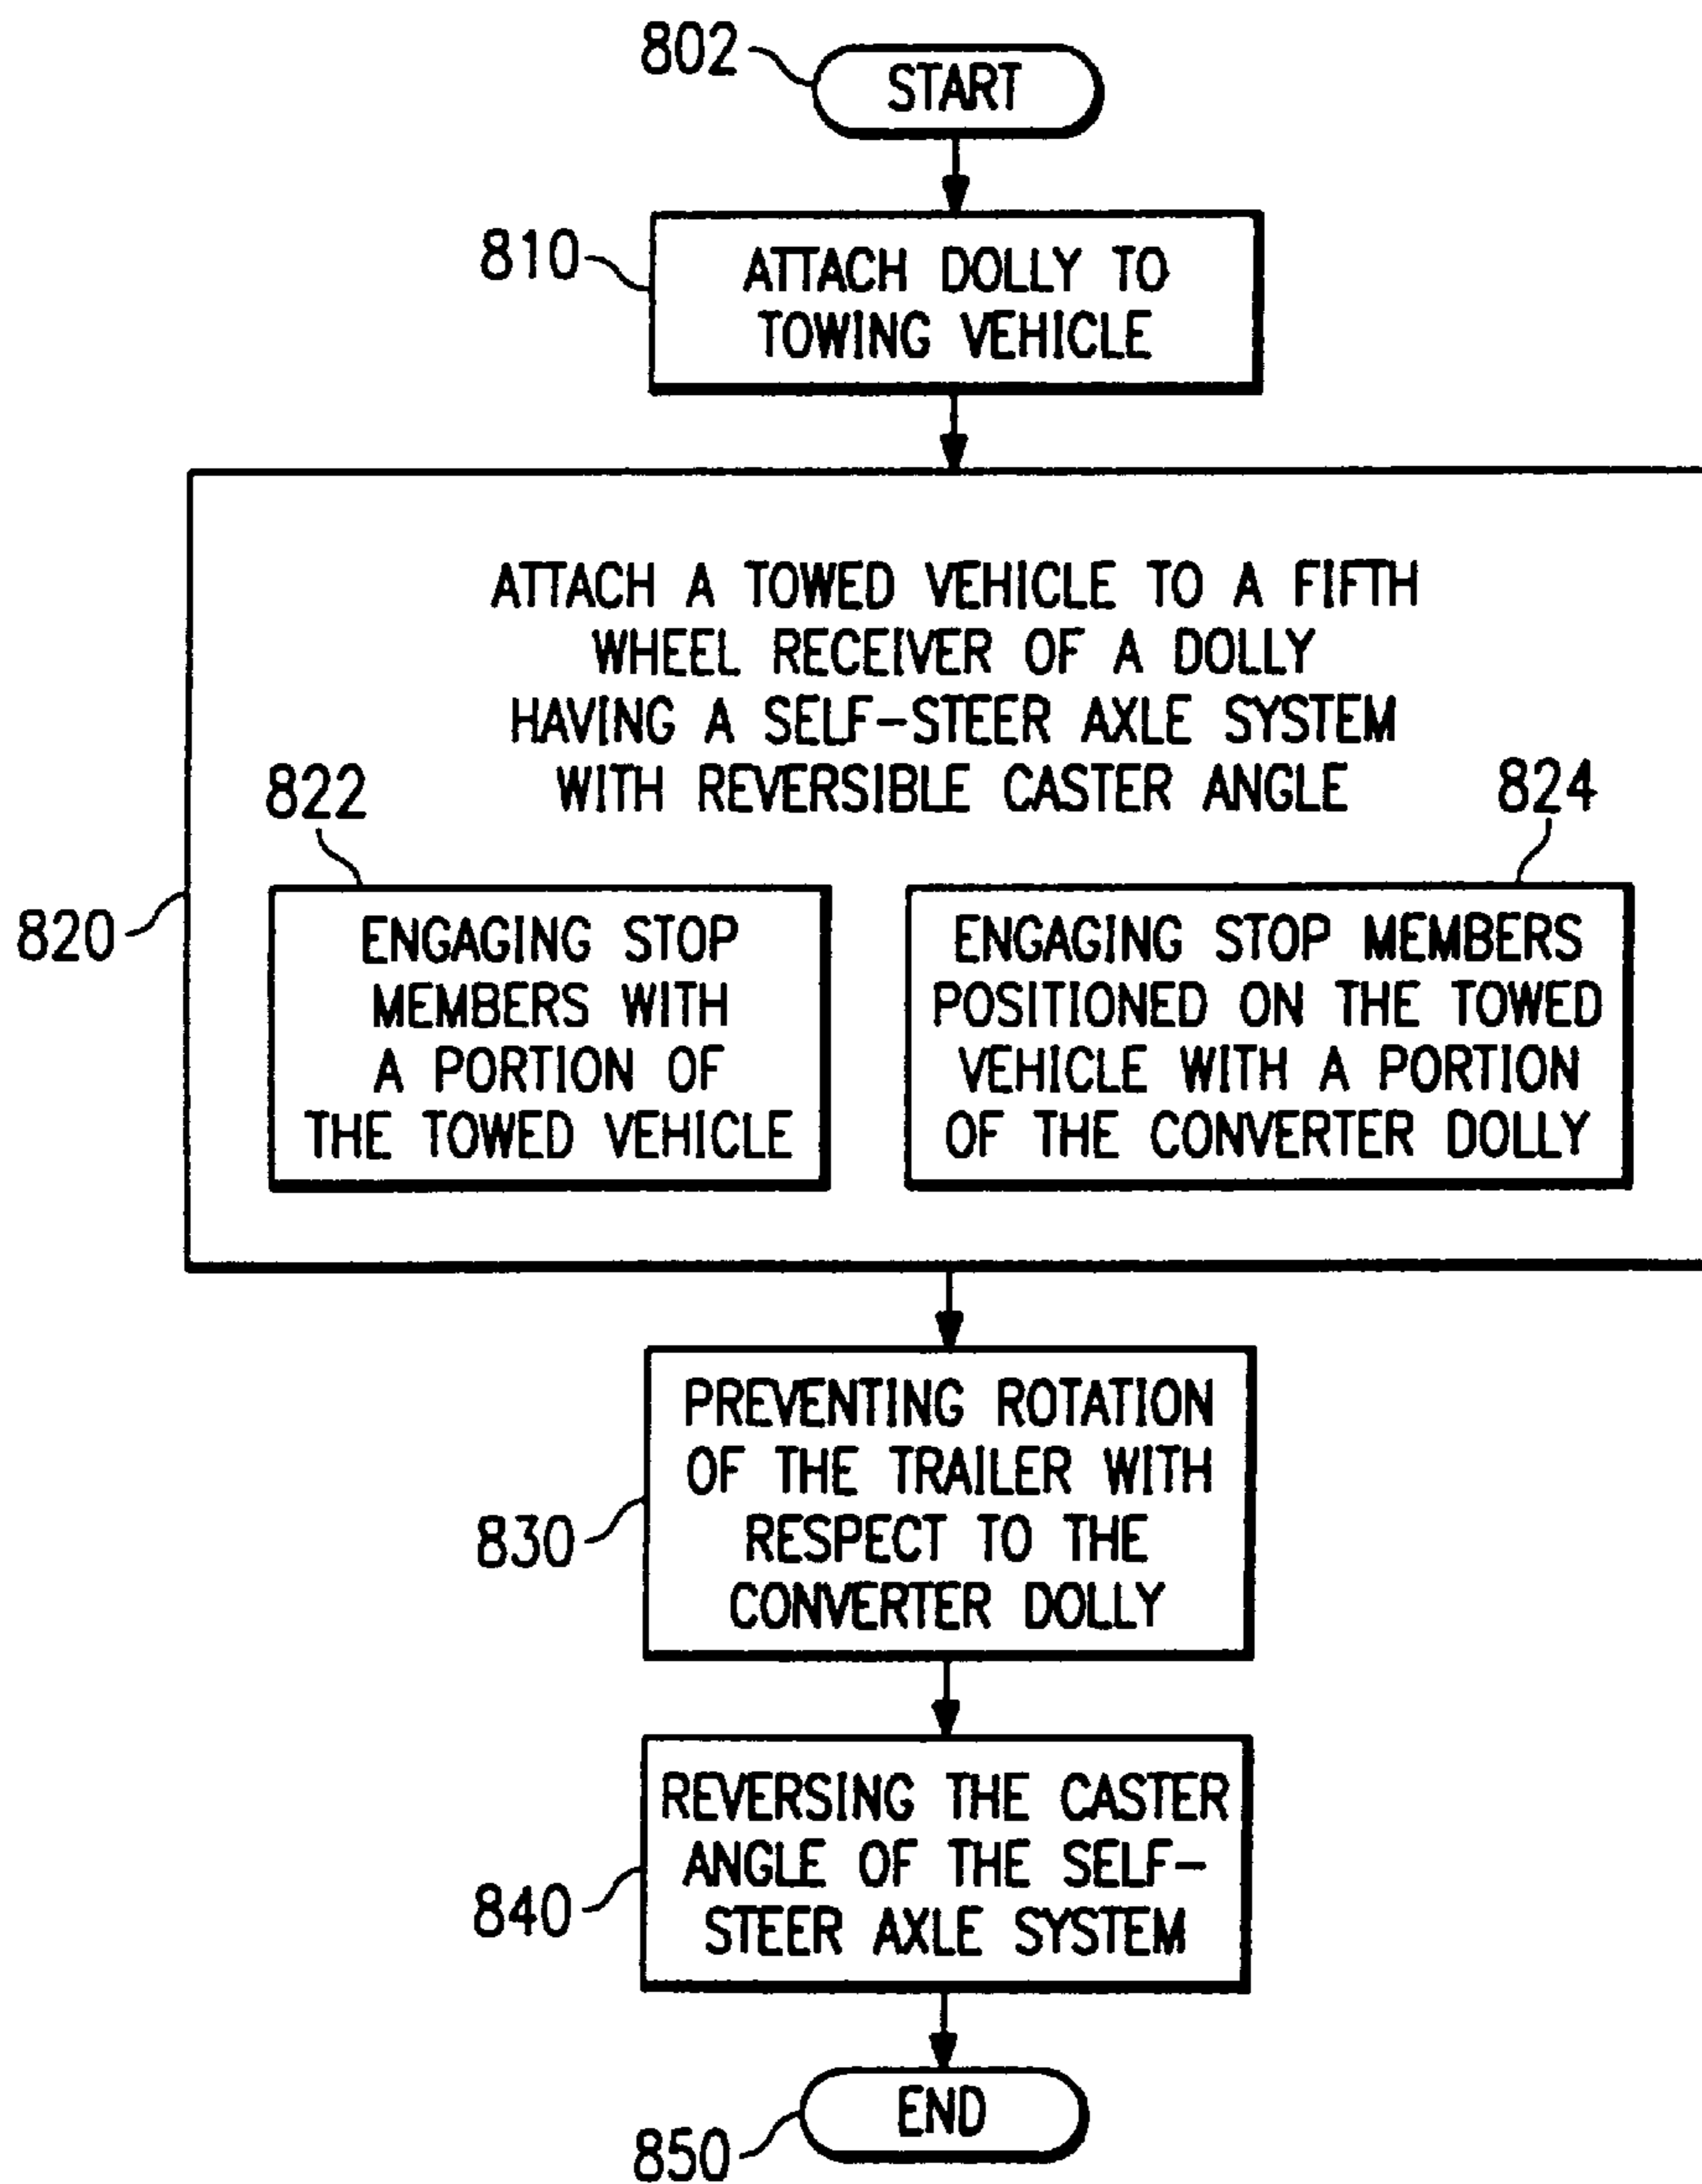 802
START
810
ATTACH DOLLY TO
TOWING VEHICLE
820
ATTACH A TOWED VEHICLE TO A FIFTH
WHEEL RECEIVER OF A DOLLY
HAVING A SELF-STEER AXLE SYSTEM
WITH REVERSIBLE CASTER ANGLE
822
ENGAGING STOP
MEMBERS WITH
A PORTION OF
THE TOWED VEHICLE
824
ENGAGING STOP MEMBERS
POSITIONED ON THE TOWED
VEHICLE WITH A PORTION
OF THE CONVERTER DOLLY
830
PREVENTING ROTATION
OF THE TRAILER WITH
RESPECT TO THE
CONVERTER DOLLY
840
REVERSING THE CASTER
ANGLE OF THE SELF-
STEER AXLE SYSTEM
850
END